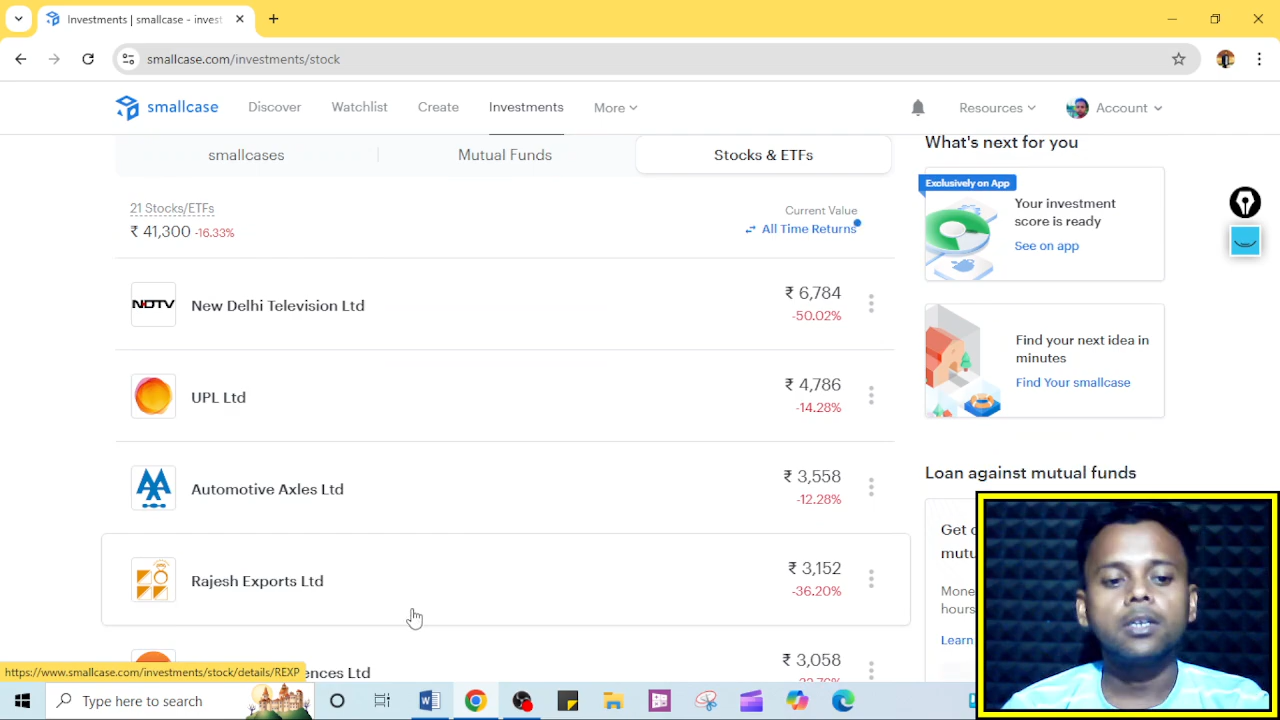 Investments | smallcase - invest
smallcase.com/investments/stock
smallcase
Discover
Watchlist
Create
Investments
More
Resources
Account
smallcases
Mutual Funds
Stocks & ETFs
21 Stocks/ETFs
₹ 41,300 -16.33%
Current Value
All Time Returns
NDTV
New Delhi Television Ltd
₹ 6,784
-50.02%
UPL Ltd
₹ 4,786
-14.28%
Automotive Axles Ltd
₹ 3,558
-12.28%
Rajesh Exports Ltd
₹ 3,152
-36.20%
ences Ltd
₹ 3,058
What's next for you
Exclusively on App
Your investment
score is ready
See on app
Find your next idea in
minutes
Find Your smallcase
Loan against mutual funds
Get
Mone
hours
Learn
https://www.smallcase.com/investments/stock/details/REXP
Type here to search